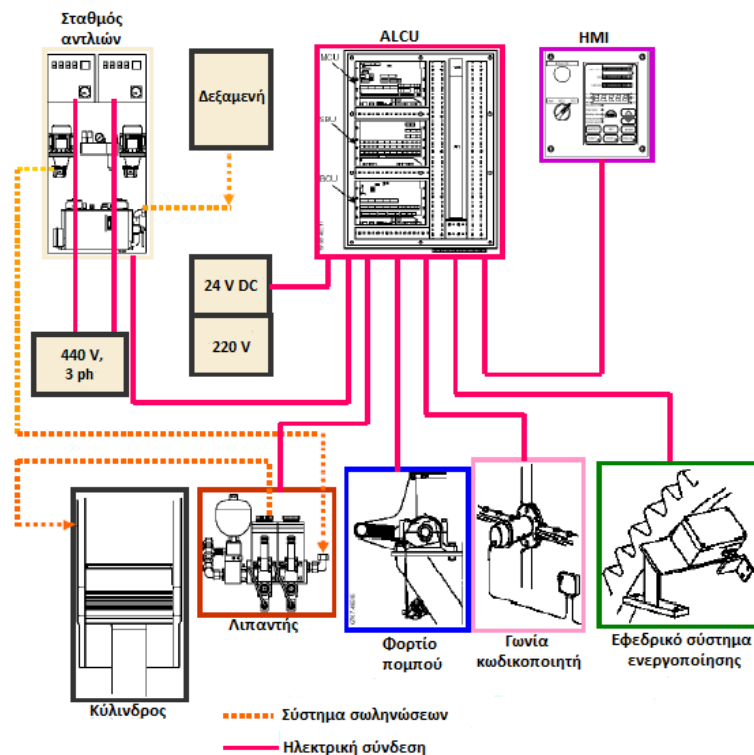 Σταθμός
αντλιών
ALCU
HMI
Δεξαμενή
MCU
SBU
BCU
24 V DC
220 V
440 V,
3 ph
Κύλινδρος
Λιπαντής
Φορτίο
πομπού
Γωνία
κωδικοποιητή
Εφεδρικό σύστημα
ενεργοποίησης
Σύστημα σωληνώσεων
Ηλεκτρική σύνδεση